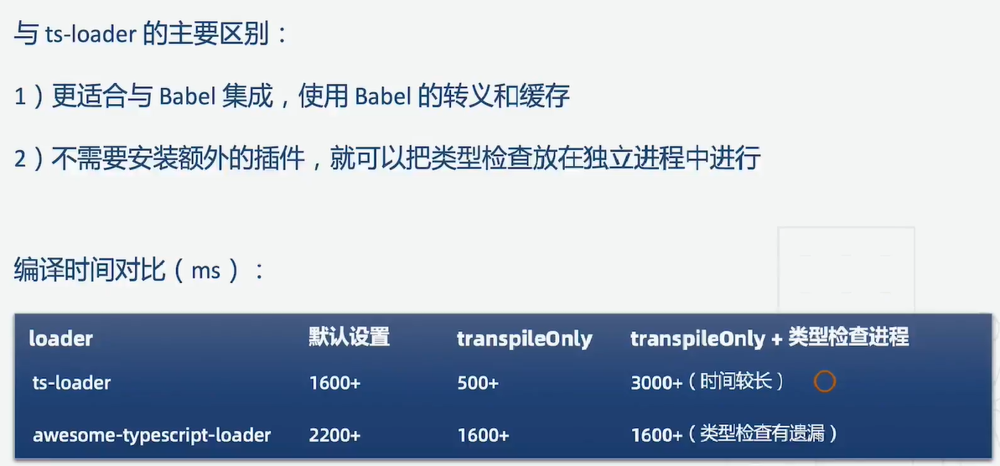 与 ts-loader 的主要区别：
1）更适合与 Babel 集成，使用 Babel 的转义和缓存
2）不需要安装额外的插件，就可以把类型检查放在独立进程中进行
编译时间对比（ms）：
loader 默认设置 transpileOnly transpileOnly + 类型检查进程
ts-loader 1600+ 500+ 3000+（时间较长）
awesome-typescript-loader 2200+ 1600+ 1600+（类型检查有遗漏）